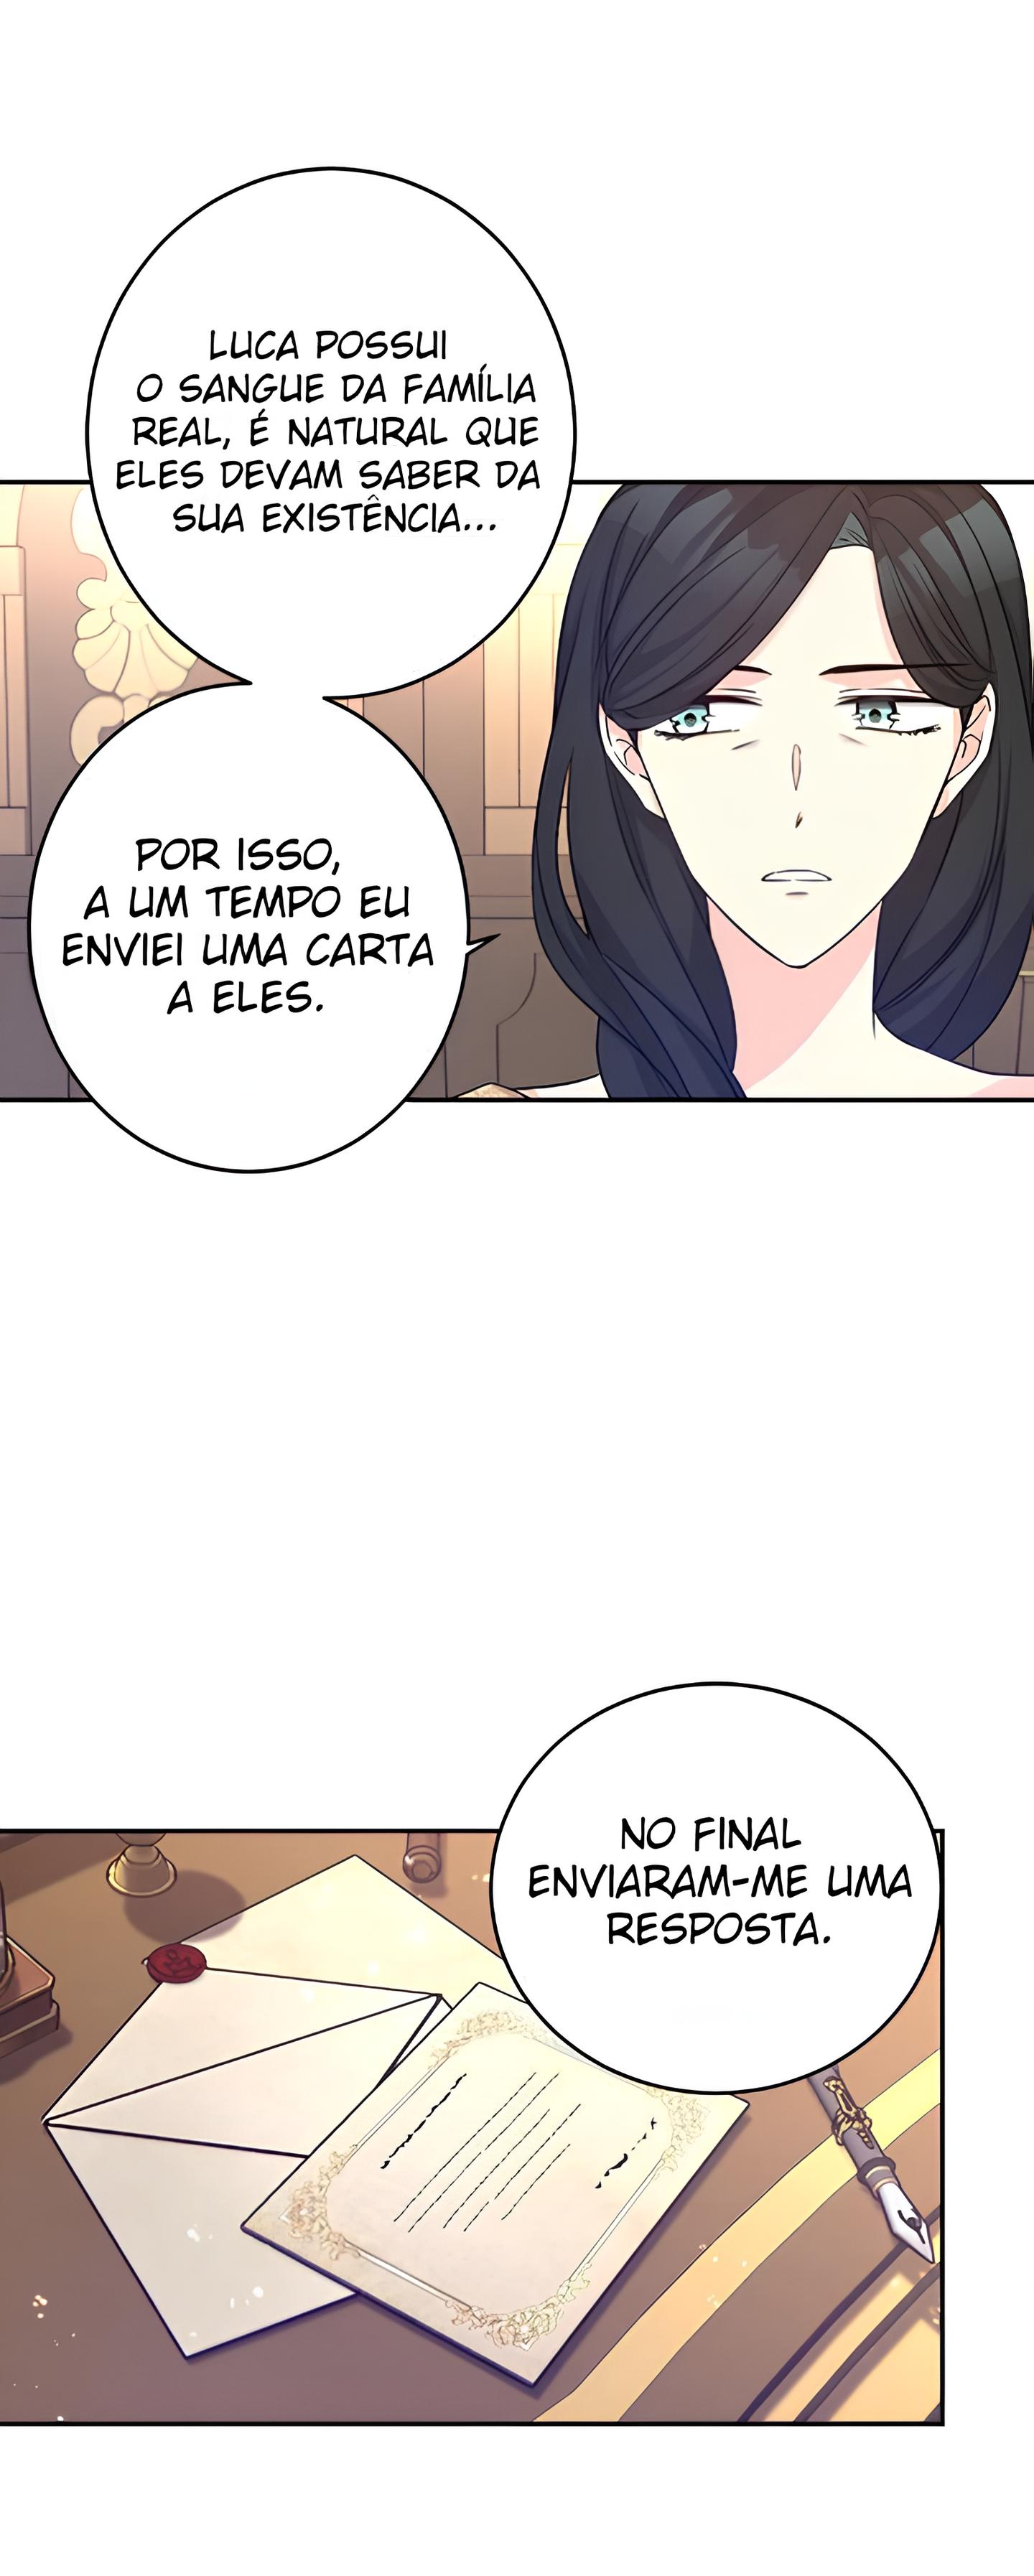 LUCA POSSUI
O SANGUE DA FAMÍLIA
REAL, É NATURAL QUE
ELES DEVAM SABER DA
SUA EXISTÊNCIA...
POR ISSO,
A UM TEMPO EU
ENVIEI UMA CARTA
A ELES.
NO FINAL
ENVIARAM-ME UMA
RESPOSTA.